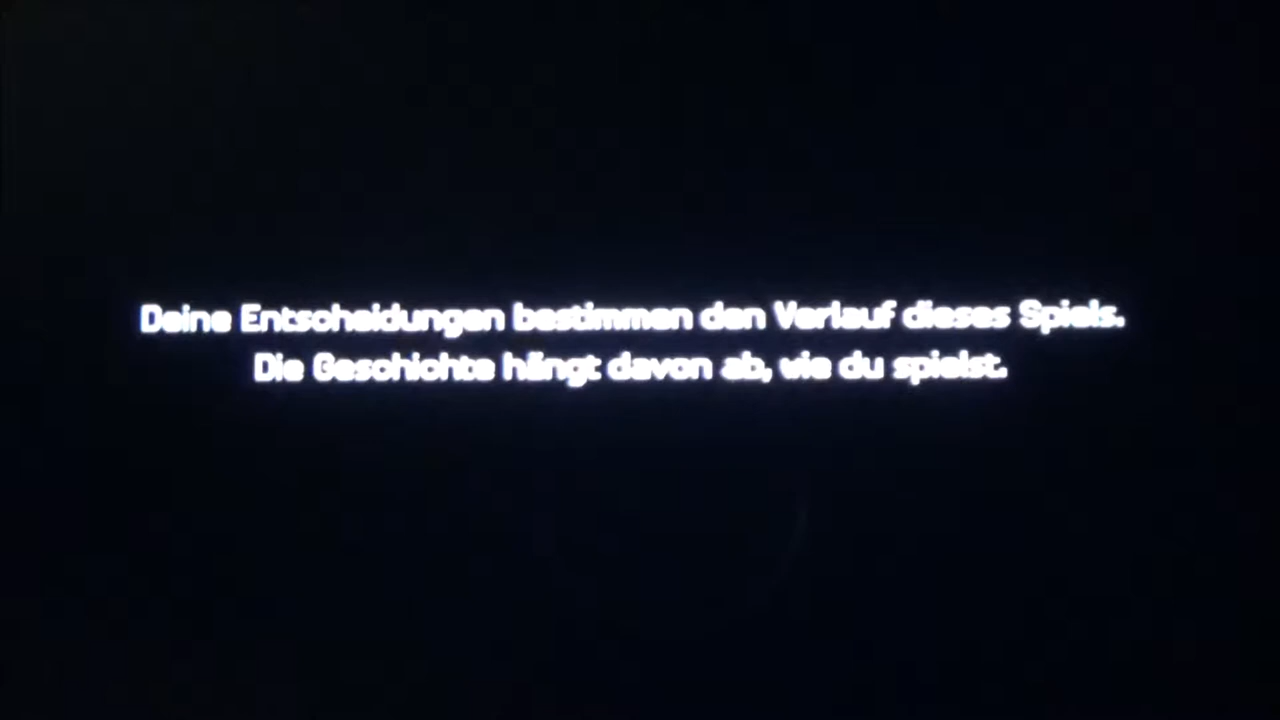 Deine Entscheidungen bestimmen den Verlauf dieses Spiels.
Die Geschichte hängt davon ab, wie du spielst.